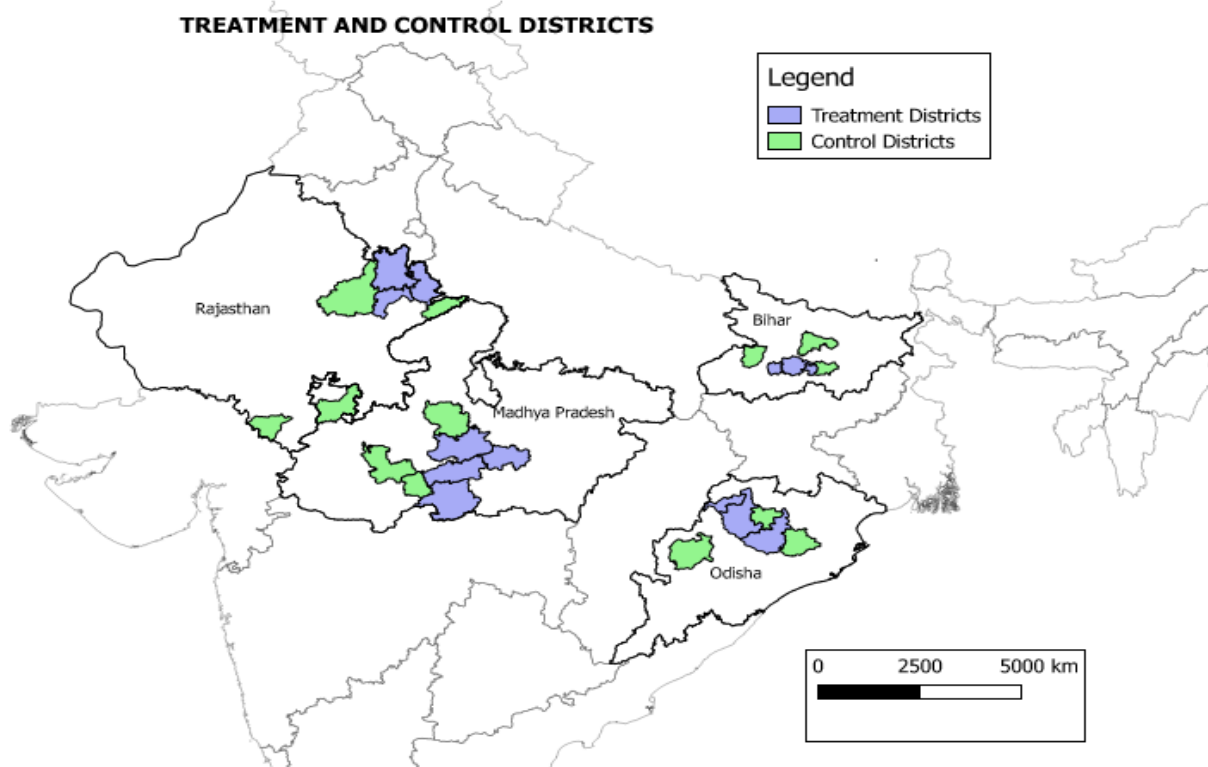 TREATMENT AND CONTROL DISTRICTS
Legend
Treatment Districts
Control Districts
Rajasthan
Bihar
Madhya Pradesh
Odisha
0 2500 5000 km